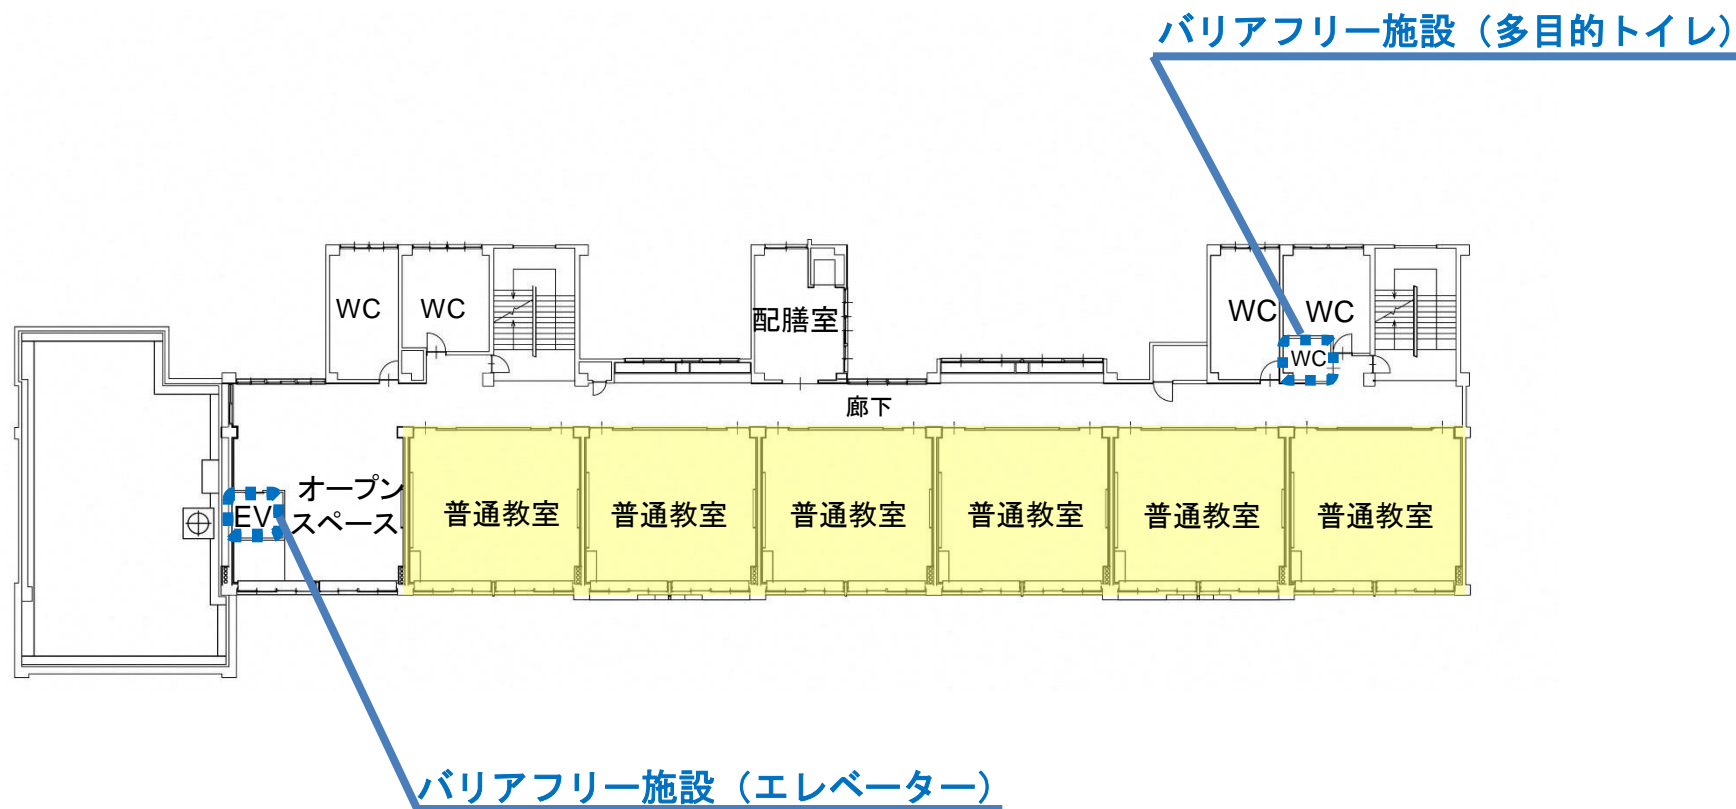 バリアフリー施設（多目的トイレ）
WC
WC
配膳室
WC
WC
WC
廊下
オープン
スペース
EV
普通教室
普通教室
普通教室
普通教室
普通教室
普通教室
バリアフリー施設（エレベーター）